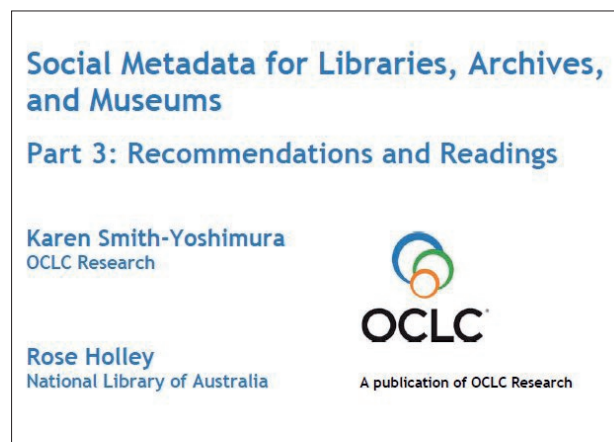 Social Metadata for Libraries, Archives,
and Museums
Part 3: Recommendations and Readings
Karen Smith-Yoshimura
OCLC Research
OCLC
Rose Holley
National Library of Australia
A publication of OCLC Research